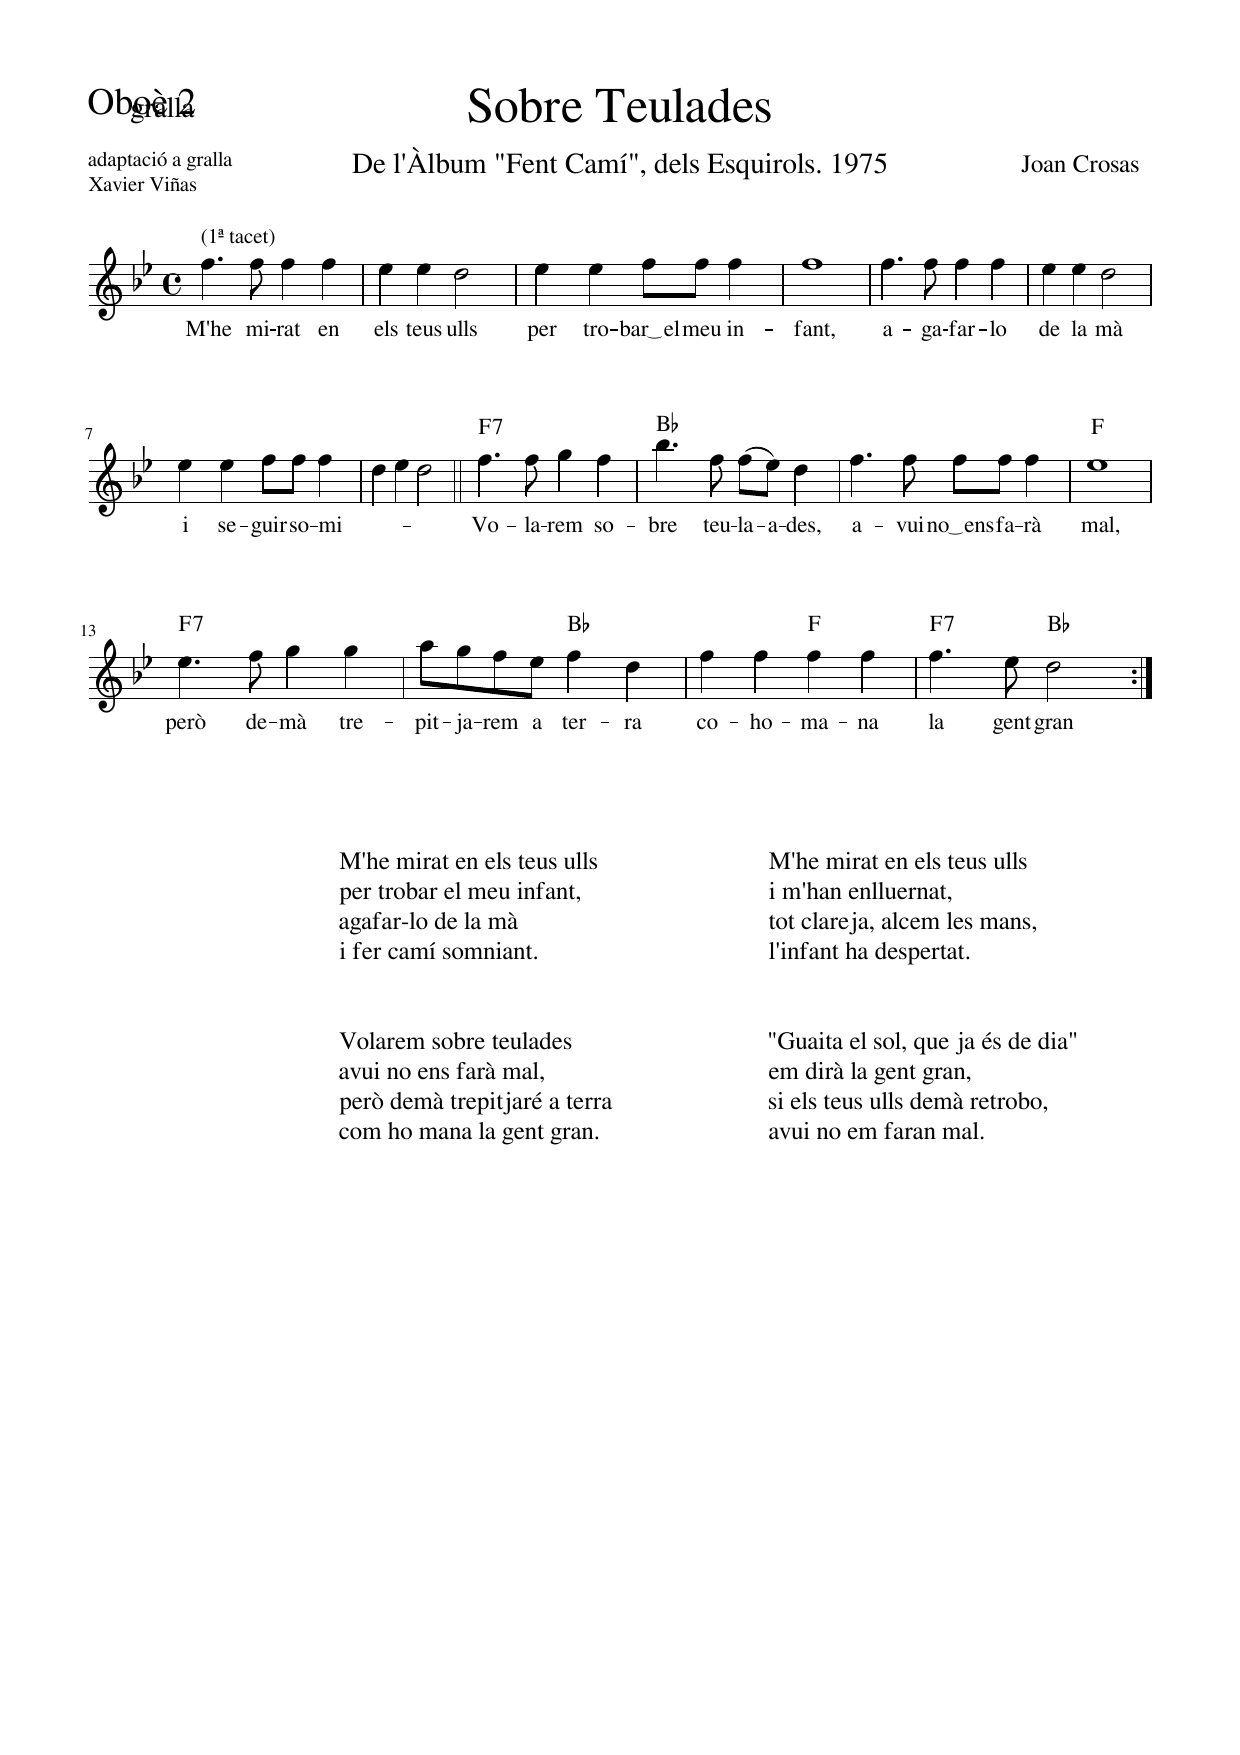 Oboè 2
gralla
Sobre Teulades
adaptació a gralla
Xavier Viñas
De l'Àlbum "Fent Camí", dels Esquirols. 1975
Joan Crosas
(1ª tacet)
M'he mi-rat en els teus ulls per tro-bar‿el meu in - fant, a - ga-far-lo de la mà
7
F7 B♭ F
i se-guir so-mi - Vo - la-rem so - bre teu-la-a-des, a - vui no‿ens fa-rà mal,
13
F7 B♭ F F7 B♭
però de-mà tre - pit-ja-rem a ter - ra co - ho - ma - na la gent gran
M'he mirat en els teus ulls
per trobar el meu infant,
agafar-lo de la mà
i fer camí somniant.
Volarem sobre teulades
avui no ens farà mal,
però demà trepitjaré a terra
com ho mana la gent gran.
M'he mirat en els teus ulls
i m'han enlluernat,
tot clareja, alcem les mans,
l'infant ha despertat.
"Guaita el sol, que ja és de dia"
em dirà la gent gran,
si els teus ulls demà retrobo,
avui no em faran mal.